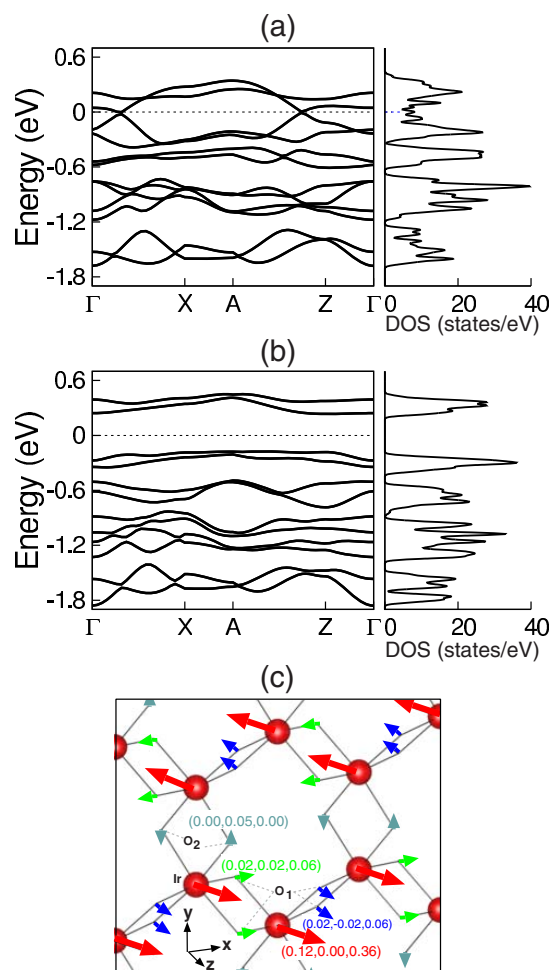 (a)
0.6
0
-0.6
-1.2
-1.8
Energy (eV)
Γ X A Z Γ
0 20 40
DOS (states/eV)
(b)
0.6
0
-0.6
-1.2
-1.8
Energy (eV)
Γ X A Z Γ
0 20 40
DOS (states/eV)
(c)
(0.00,0.05,0.00)
O2
Ir
(0.02,0.02,0.06)
O1
(0.02,-0.02,0.06)
(0.12,0.00,0.36)
y
x
z